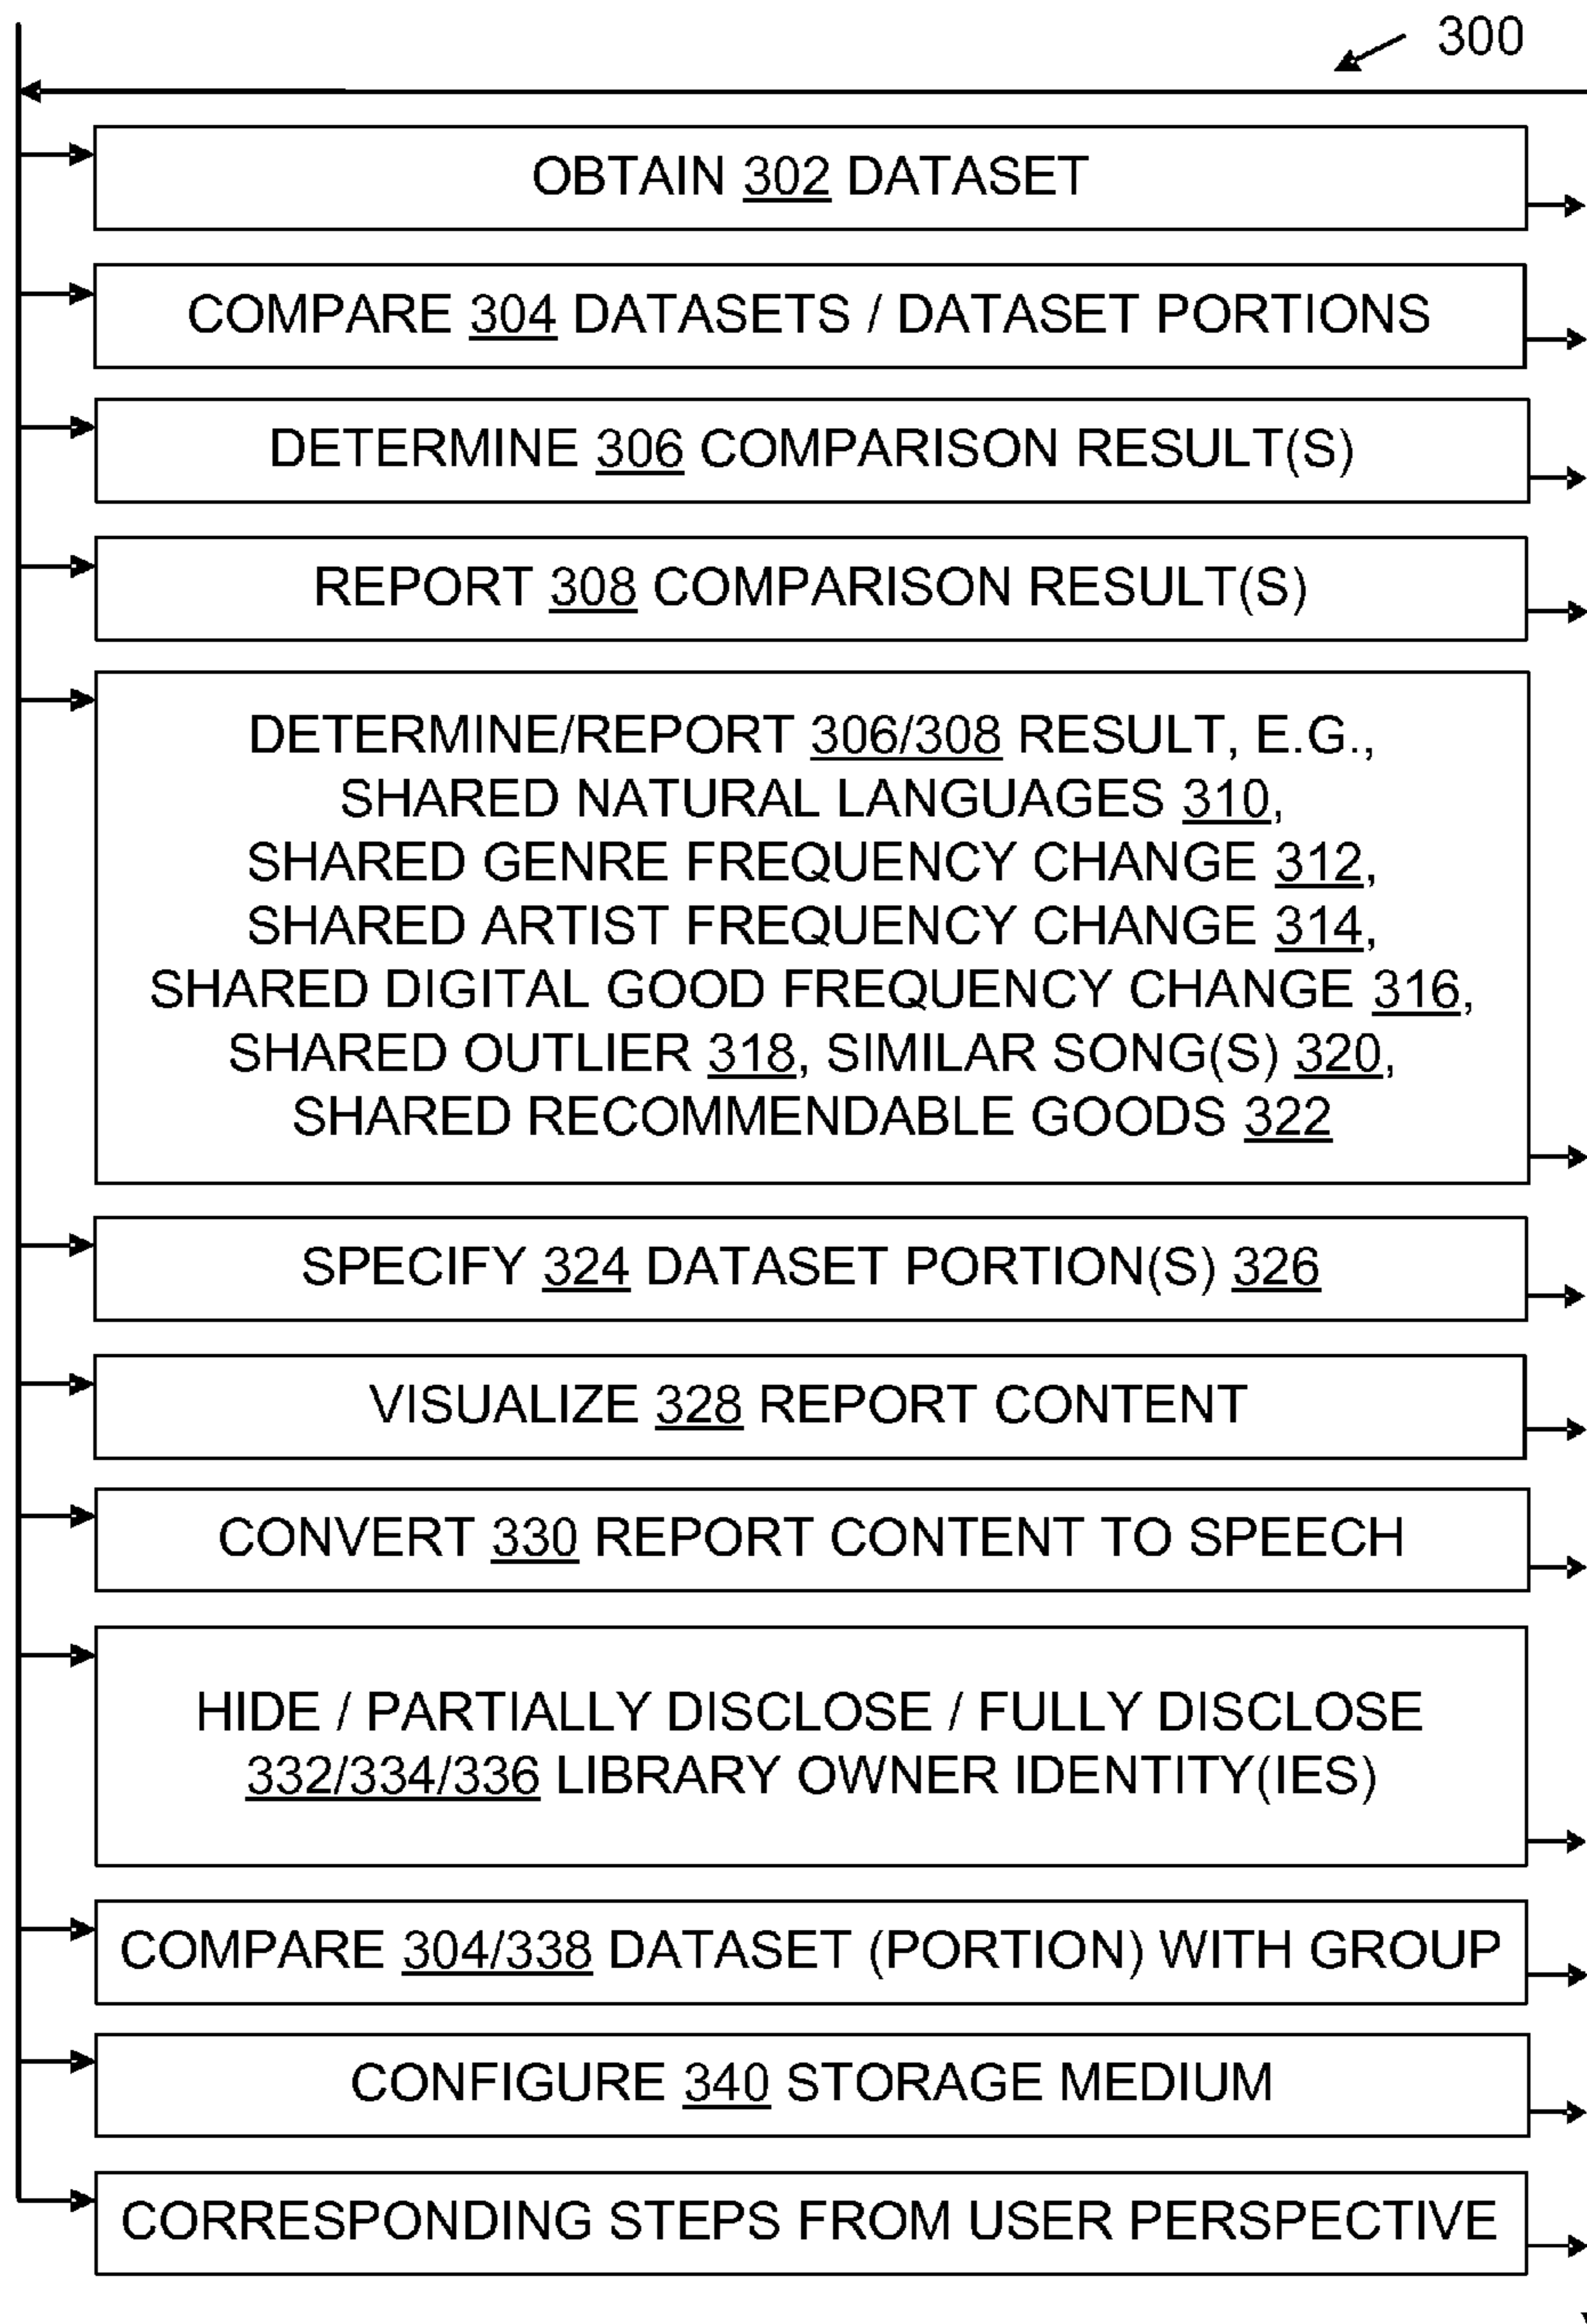 300
OBTAIN 302 DATASET
COMPARE 304 DATASETS / DATASET PORTIONS
DETERMINE 306 COMPARISON RESULT(S)
REPORT 308 COMPARISON RESULT(S)
DETERMINE/REPORT 306/308 RESULT, E.G.,
SHARED NATURAL LANGUAGES 310,
SHARED GENRE FREQUENCY CHANGE 312,
SHARED ARTIST FREQUENCY CHANGE 314,
SHARED DIGITAL GOOD FREQUENCY CHANGE 316,
SHARED OUTLIER 318, SIMILAR SONG(S) 320,
SHARED RECOMMENDABLE GOODS 322
SPECIFY 324 DATASET PORTION(S) 326
VISUALIZE 328 REPORT CONTENT
CONVERT 330 REPORT CONTENT TO SPEECH
HIDE / PARTIALLY DISCLOSE / FULLY DISCLOSE
332/334/336 LIBRARY OWNER IDENTITY(IES)
COMPARE 304/338 DATASET (PORTION) WITH GROUP
CONFIGURE 340 STORAGE MEDIUM
CORRESPONDING STEPS FROM USER PERSPECTIVE